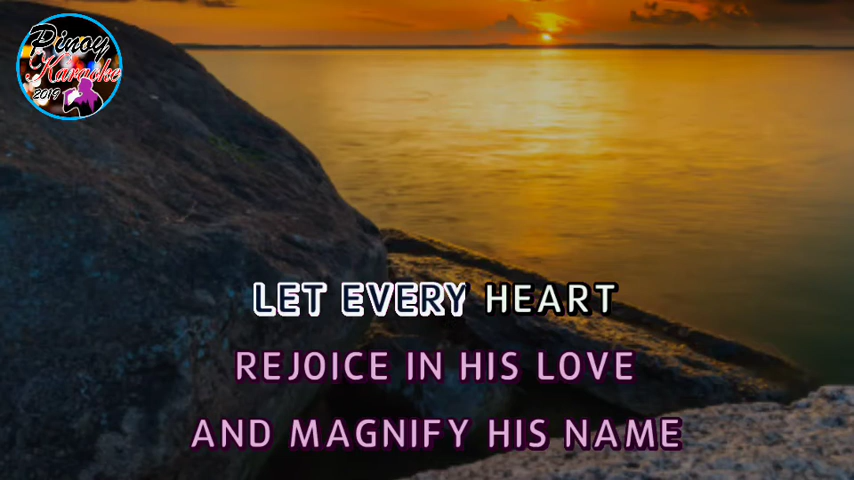 Pinoy
Karaoke
2019
LET EVERY HEART
REJOICE IN HIS LOVE
AND MAGNIFY HIS NAME